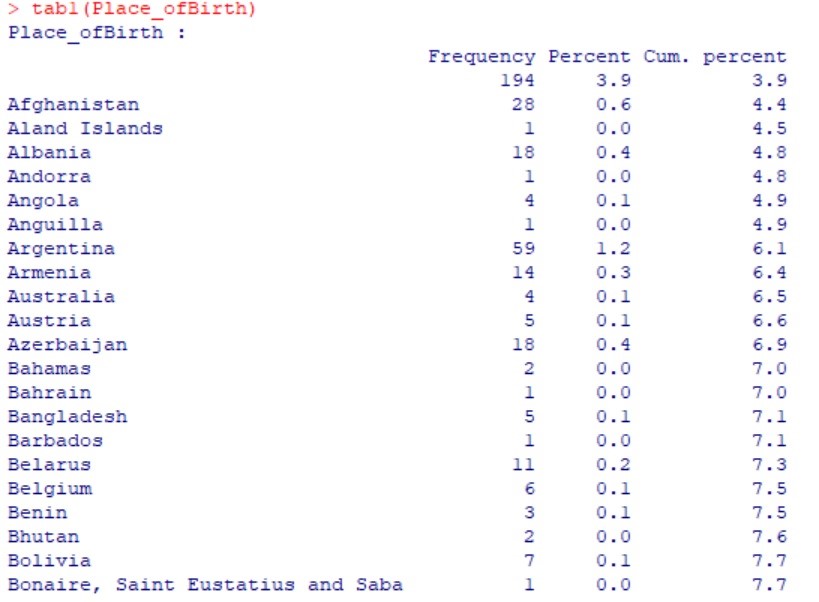 > tab1(Place_ofBirth)
Place_ofBirth :
Frequency Percent Cum. percent
194 3.9 3.9
Afghanistan 28 0.6 4.4
Aland Islands 1 0.0 4.5
Albania 18 0.4 4.8
Andorra 1 0.0 4.8
Angola 4 0.1 4.9
Anguilla 1 0.0 4.9
Argentina 59 1.2 6.1
Armenia 14 0.3 6.4
Australia 4 0.1 6.5
Austria 5 0.1 6.6
Azerbaijan 18 0.4 6.9
Bahamas 2 0.0 7.0
Bahrain 1 0.0 7.0
Bangladesh 5 0.1 7.1
Barbados 1 0.0 7.1
Belarus 11 0.2 7.3
Belgium 6 0.1 7.5
Benin 3 0.1 7.5
Bhutan 2 0.0 7.6
Bolivia 7 0.1 7.7
Bonaire, Saint Eustatius and Saba 1 0.0 7.7